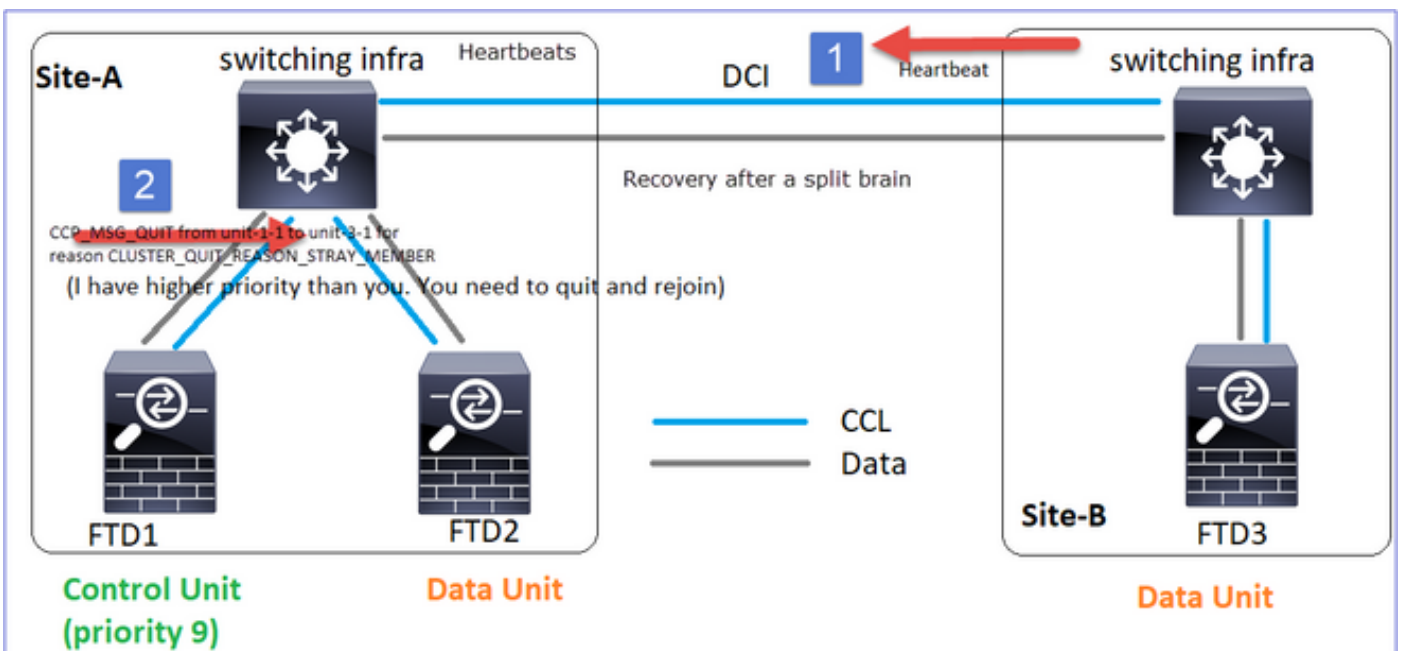 Site-A
switching infra
Heartbeats
DCI
1
Heartbeat
switching infra
2
Recovery after a split brain
CCP_MSG_QUIT from unit-1-1 to unit-3-1 for
reason CLUSTER_QUIT_REASON_STRAY_MEMBER
(I have higher priority than you. You need to quit and rejoin)
CCL
Data
FTD1
FTD2
Site-B
FTD3
Control Unit
(priority 9)
Data Unit
Data Unit